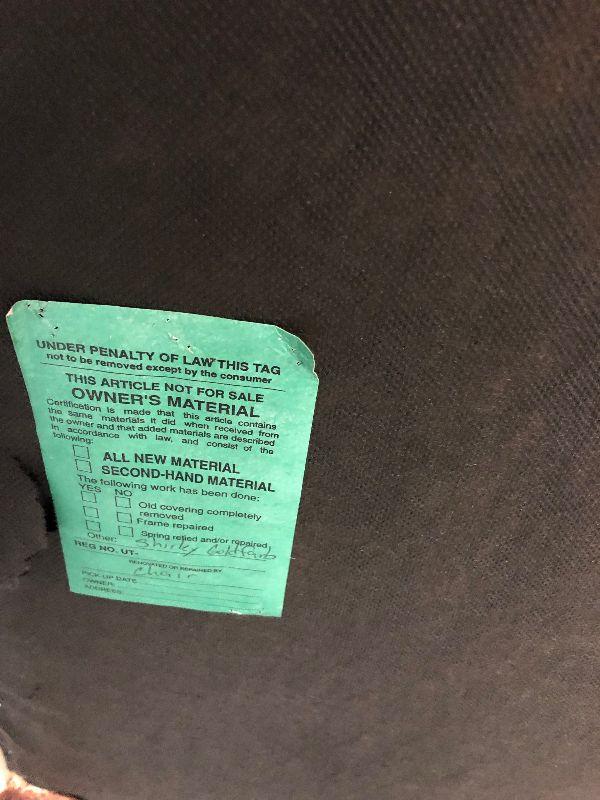 UNDER PENALTY OF LAW THIS TAG
not to be removed except by the consumer
THIS ARTICLE NOT FOR SALE
OWNER'S MATERIAL
Certification is made that this article contains
the same materials it did when received from
the owner and that added materials are described
in accordance with law, and consist of the
following:
ALL NEW MATERIAL
SECOND-HAND MATERIAL
The following work has been done:
YES NO
Old covering completely
removed
Frame repaired
Spring retied and/or repaired
Other: Shirley
REG NO. UT-
RENOVATED OR REPAIRED BY
Chair
PICK-UP DATE
OWNER:
ADDRESS: